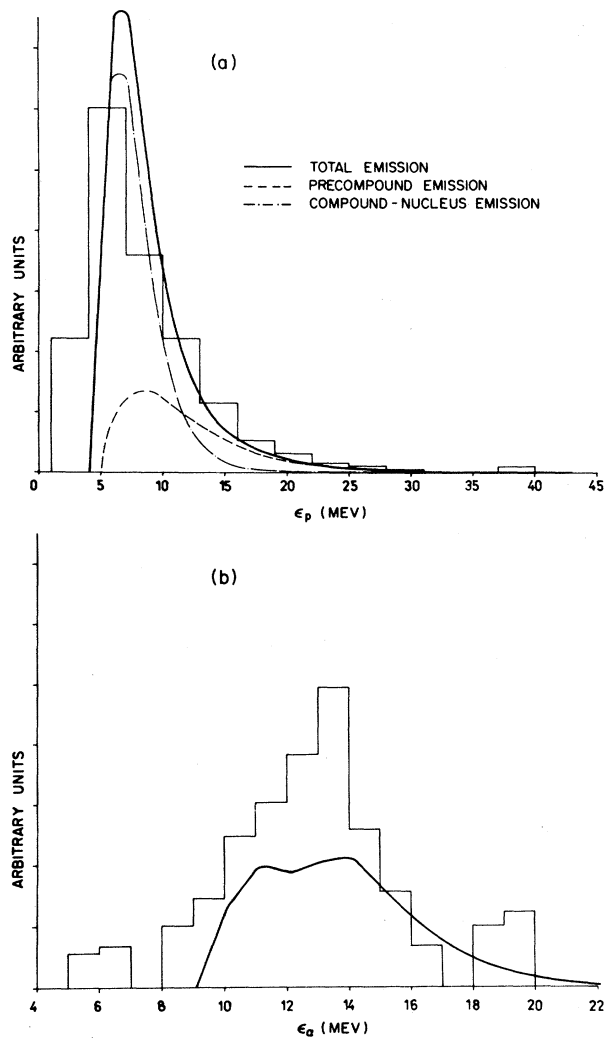 (a)
TOTAL EMISSION
PRECOMPOUND EMISSION
COMPOUND-NUCLEUS EMISSION
ARBITRARY UNITS
0 5 10 15 20 25 30 35 40 45
εp (MEV)
(b)
ARBITRARY UNITS
4 6 8 10 12 14 16 18 20 22
εα (MEV)